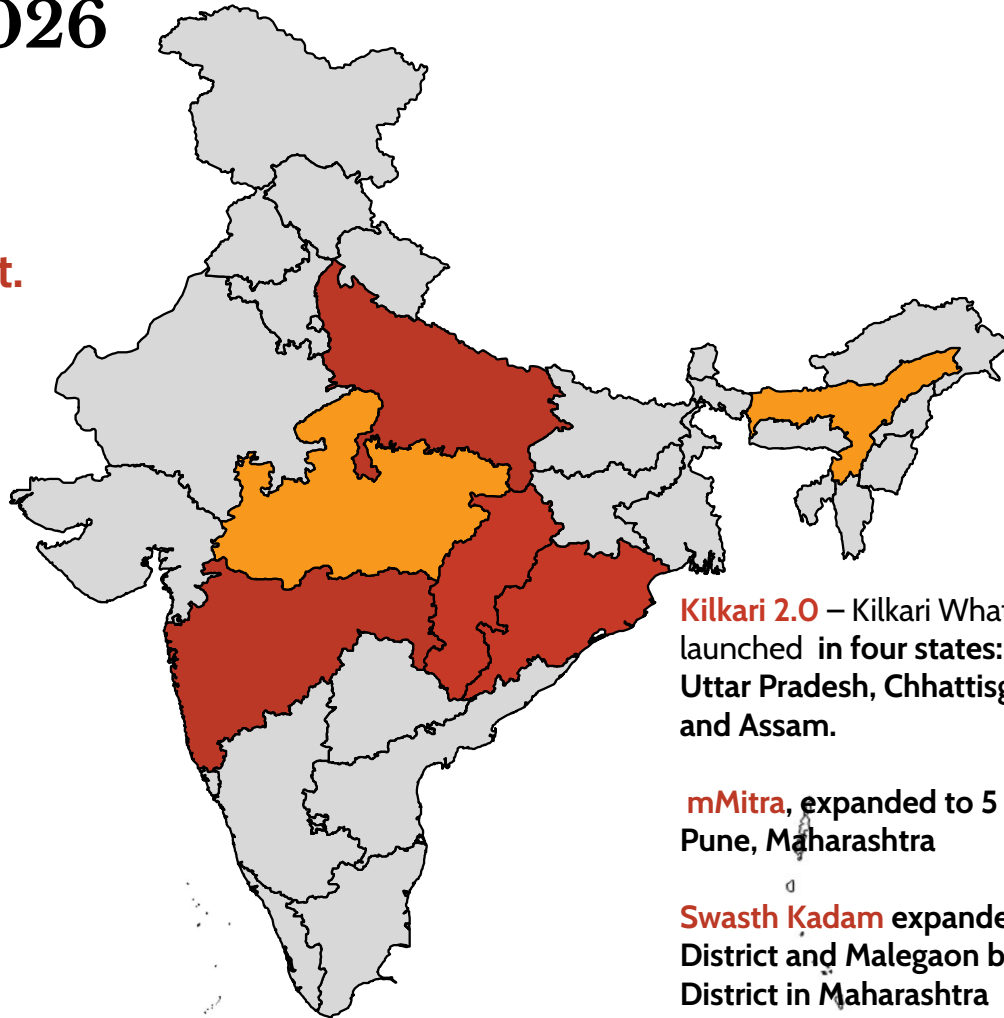 026
t.
Kilkari 2.0 – Kilkari What
launched in four states:
Uttar Pradesh, Chhattisg
and Assam.
mMitra, expanded to 5
Pune, Maharashtra
Swasth Kadam expande
District and Malegaon b
District in Maharashtra